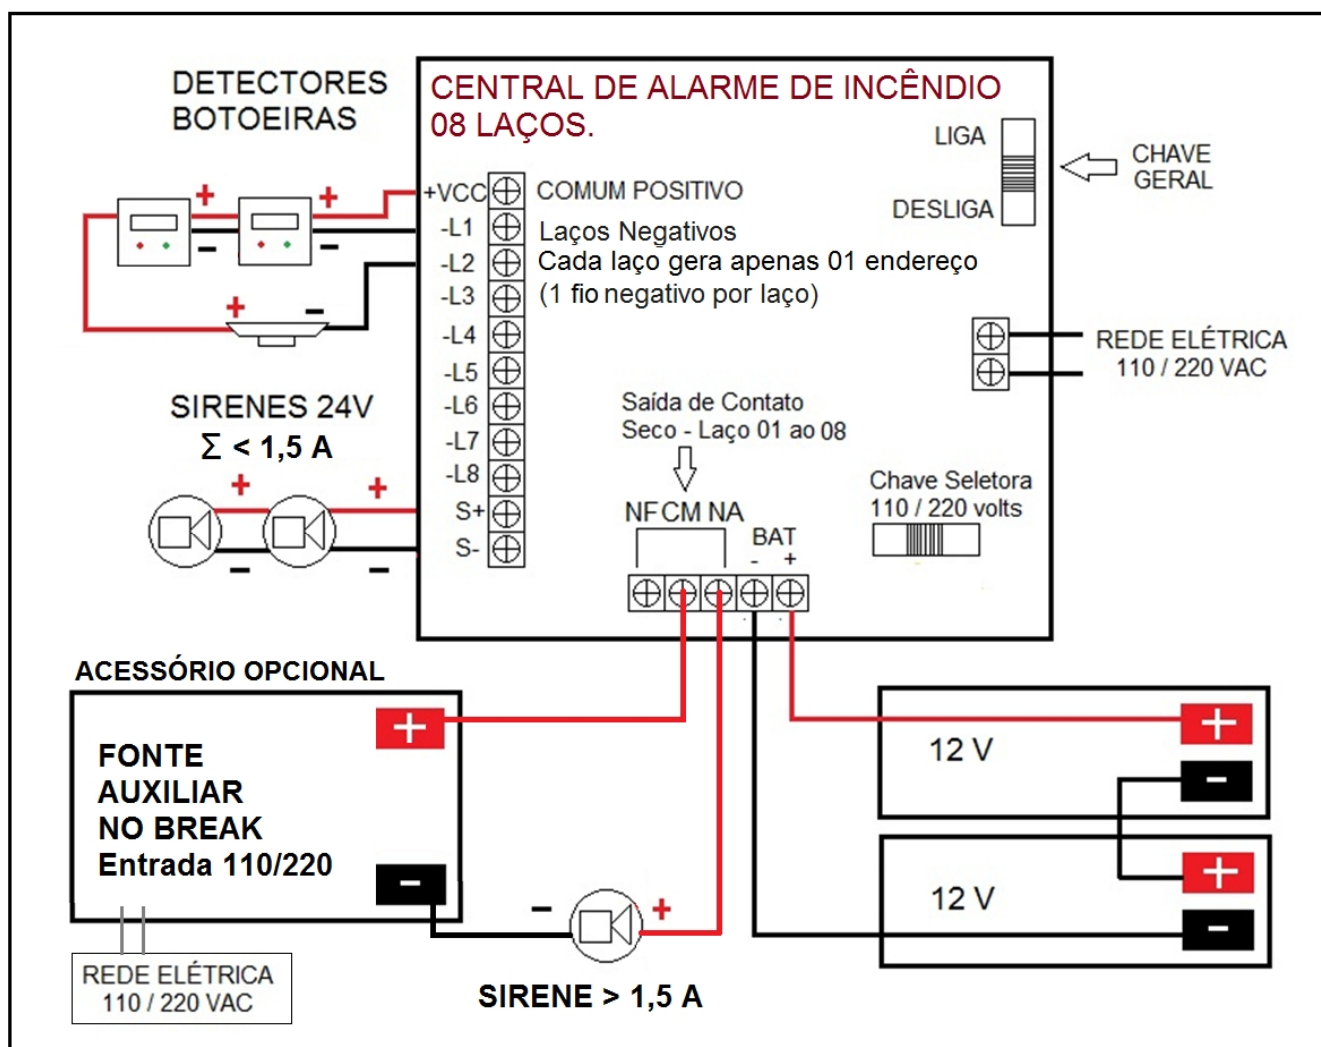 DETECTORES
BOTOEIRAS
CENTRAL DE ALARME DE INCÊNDIO
08 LAÇOS.
LIGA
DESLIGA
CHAVE
GERAL
+VCC
COMUM POSITIVO
-L1
Laços Negativos
-L2
Cada laço gera apenas 01 endereço
-L3
(1 fio negativo por laço)
-L4
-L5
-L6
-L7
-L8
S+
S-
+ +
- -
+ -
REDE ELÉTRICA
110 / 220 VAC
SIRENES 24V
Σ < 1,5 A
+ +
- -
Saída de Contato
Seco - Laço 01 ao 08
NF CM NA
BAT
- +
Chave Seletora
110 / 220 volts
ACESSÓRIO OPCIONAL
FONTE
AUXILIAR
NO BREAK
Entrada 110/220
+
-
REDE ELÉTRICA
110 / 220 VAC
- +
SIRENE > 1,5 A
12 V
+
-
12 V
+
-